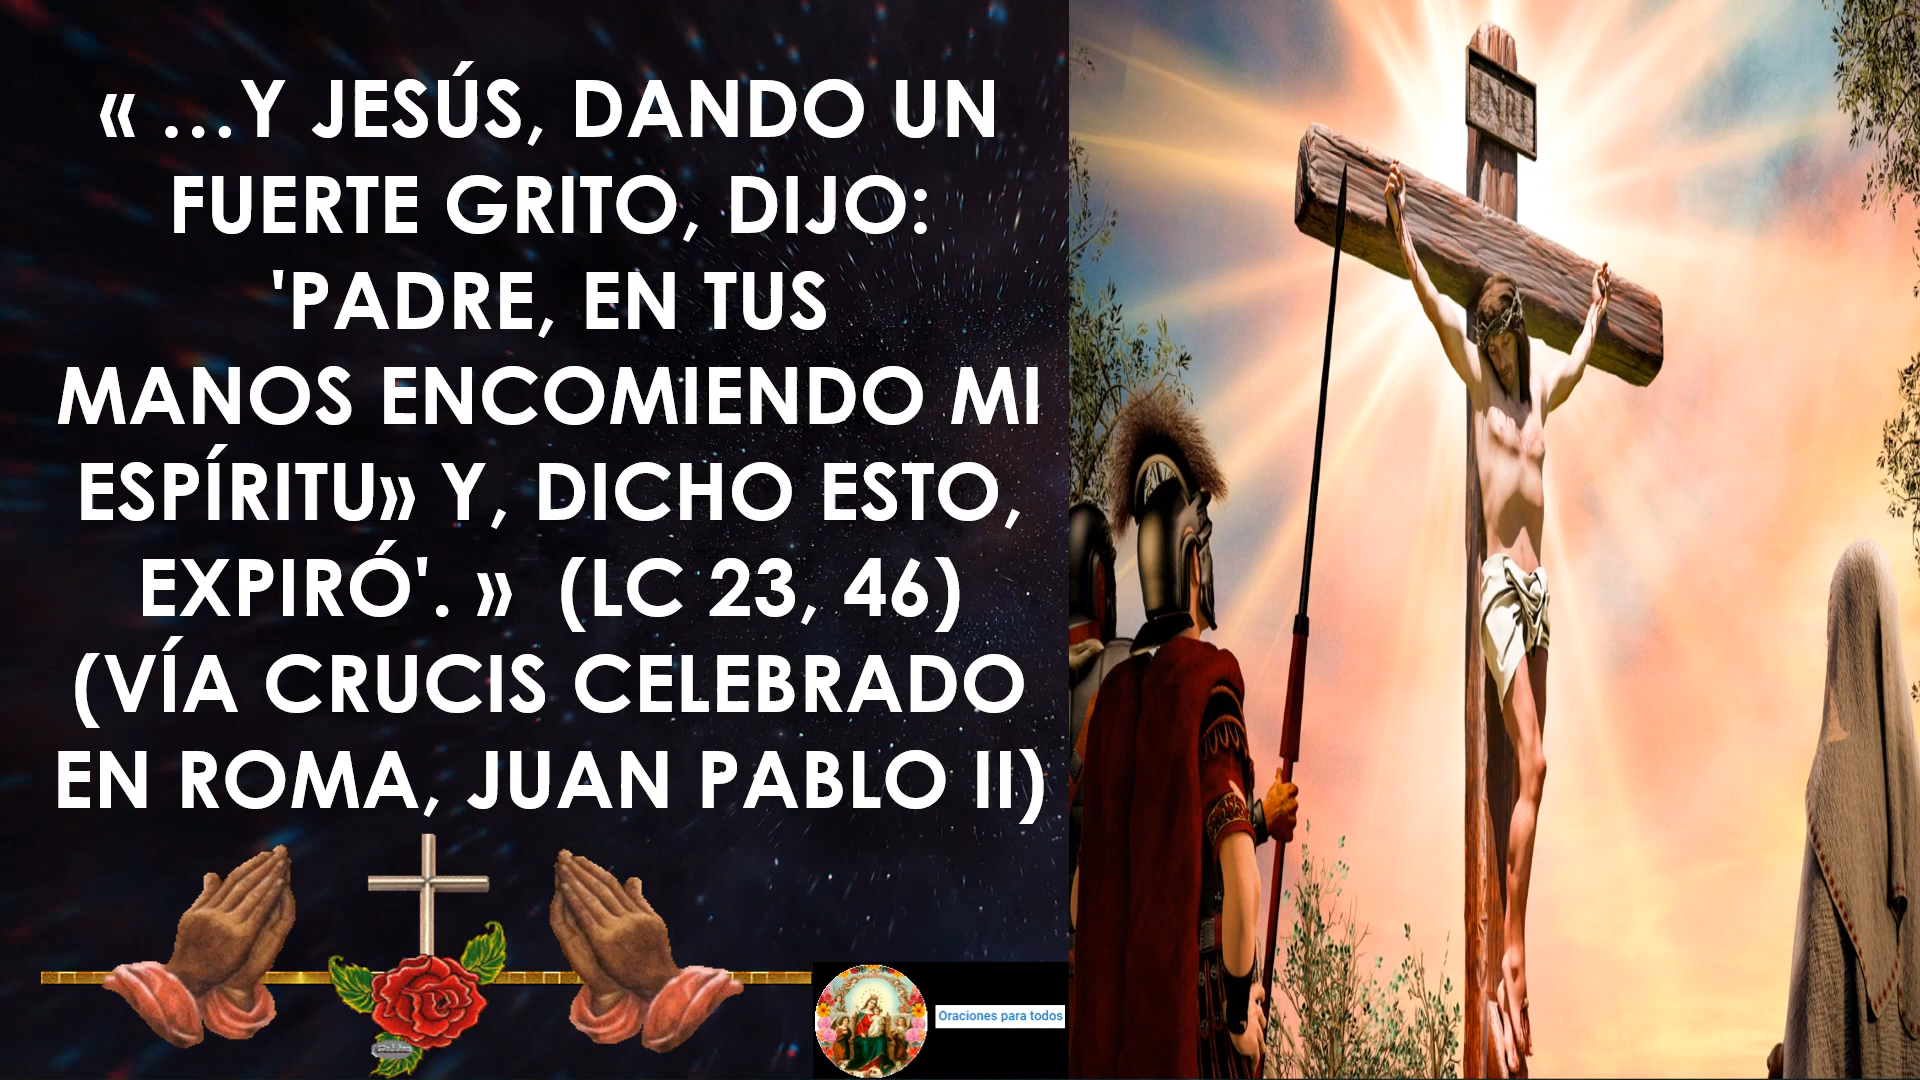 « …Y JESÚS, DANDO UN
FUERTE GRITO, DIJO:
'PADRE, EN TUS
MANOS ENCOMIENDO MI
ESPÍRITU» Y, DICHO ESTO,
EXPIRÓ'. »  (LC 23, 46)
(VÍA CRUCIS CELEBRADO
EN ROMA, JUAN PABLO II)
Oraciones para todos